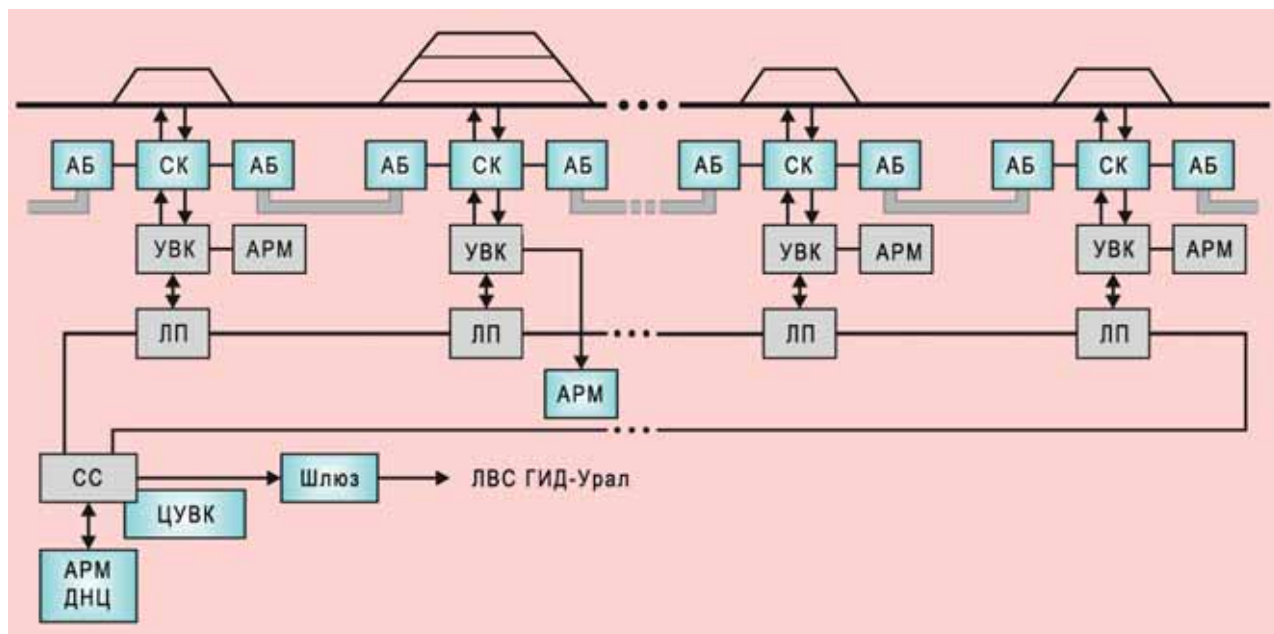 АБ СК АБ АБ СК АБ АБ СК АБ АБ СК АБ
УВК АРМ УВК УВК АРМ УВК АРМ
ЛП ЛП ЛП ЛП
АРМ
СС Шлюз ЛВС ГИД-Урал
ЦУВК
АРМ
ДНЦ